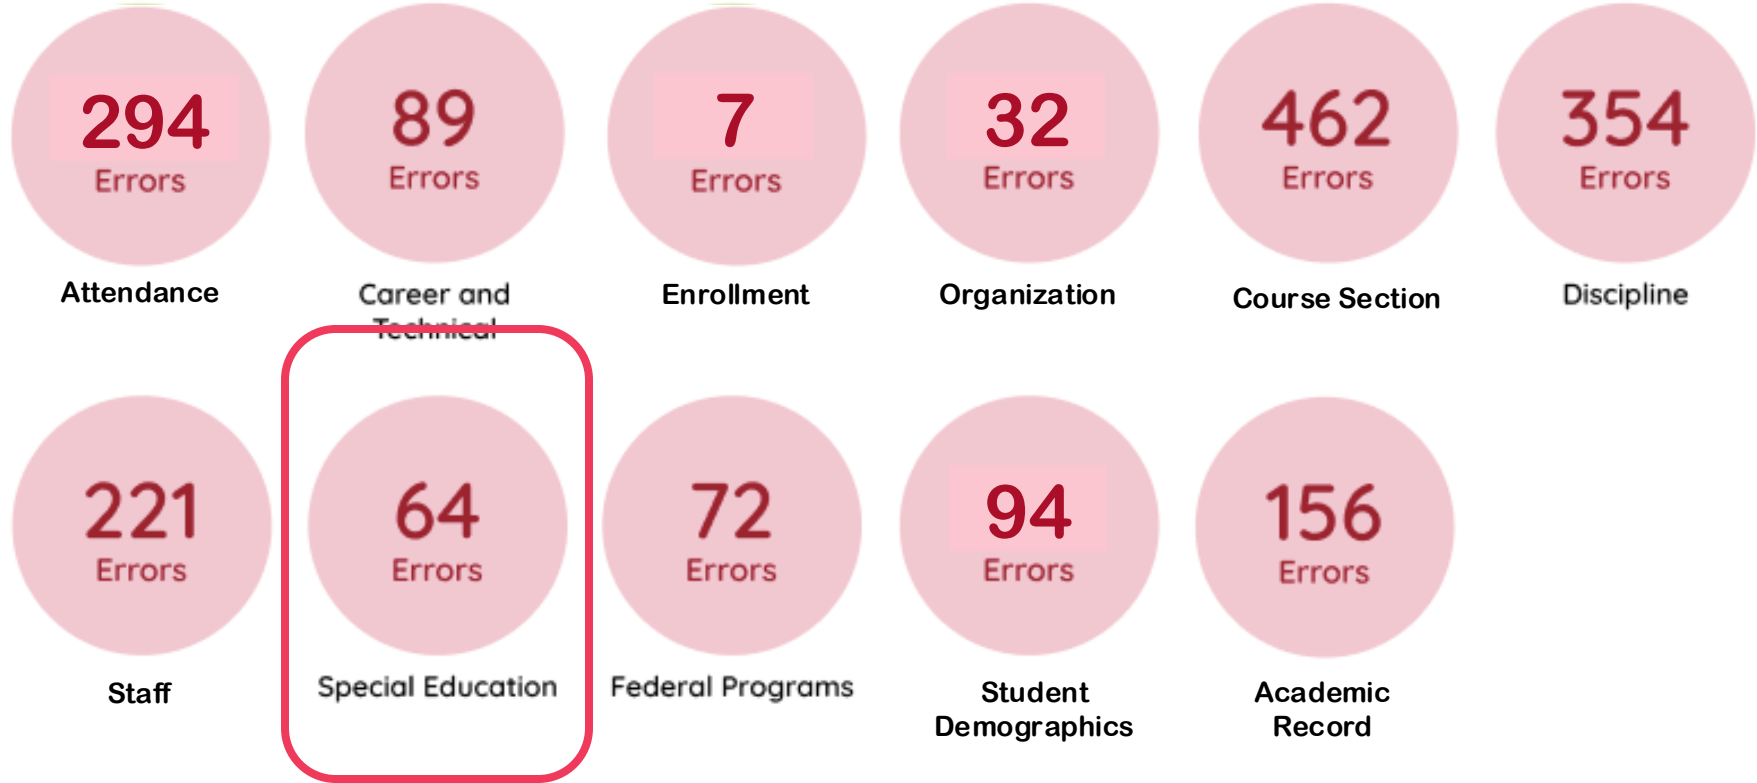 294
Errors
Attendance
89
Errors
Career and
Technical
7
Errors
Enrollment
32
Errors
Organization
462
Errors
Course Section
354
Errors
Discipline
221
Errors
Staff
64
Errors
Special Education
72
Errors
Federal Programs
94
Errors
Student
Demographics
156
Errors
Academic
Record